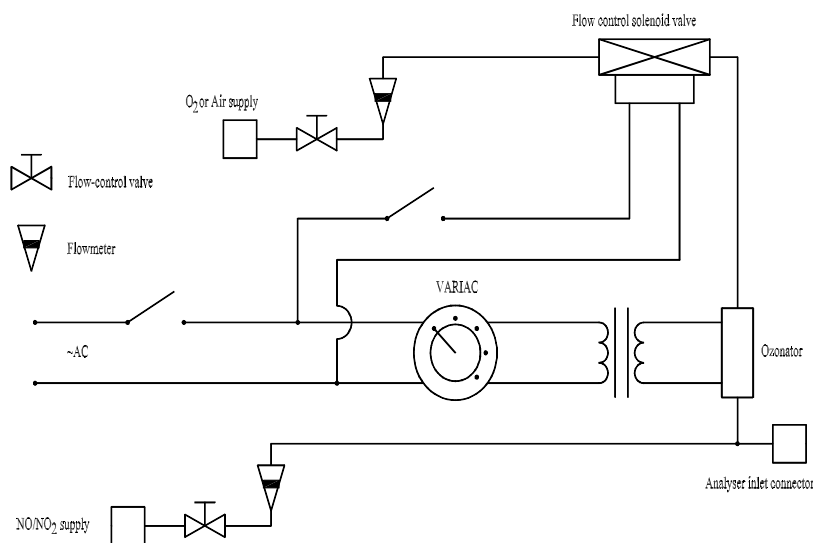 Flow control solenoid valve
O2 or Air supply
Flow-control valve
Flowmeter
VARIAC
~AC
Ozonator
Analyser inlet connector
NO/NO2 supply